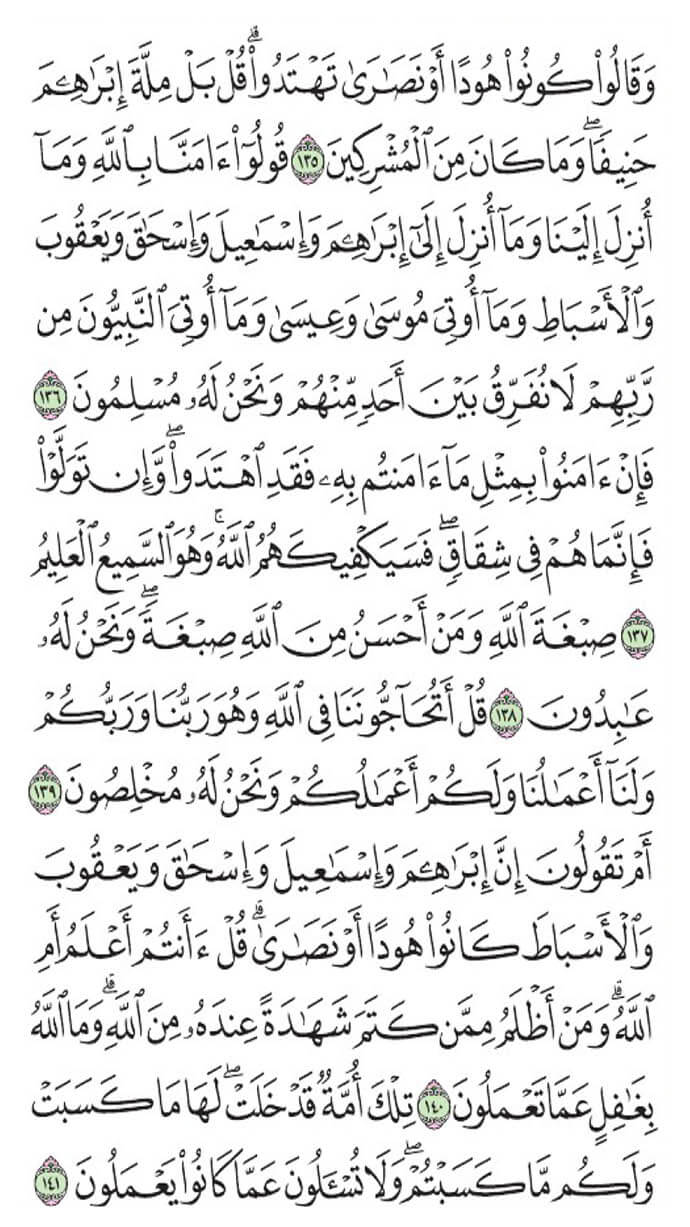 وَقَالُوا۟ كُونُوا۟ هُودًا أَوْ نَصَٰرَىٰ تَهْتَدُوا۟ ۗ قُلْ بَلْ مِلَّةَ إِبْرَٰهِـۧمَ
حَنِيفًا ۖ وَمَا كَانَ مِنَ ٱلْمُشْرِكِينَ ١٣٥ قُولُوٓا۟ ءَامَنَّا بِٱللَّهِ وَمَآ
أُنزِلَ إِلَيْنَا وَمَآ أُنزِلَ إِلَىٰٓ إِبْرَٰهِـۧمَ وَإِسْمَٰعِيلَ وَإِسْحَٰقَ وَيَعْقُوبَ
وَٱلْأَسْبَاطِ وَمَآ أُوتِىَ مُوسَىٰ وَعِيسَىٰ وَمَآ أُوتِىَ ٱلنَّبِيُّونَ مِن
رَّبِّهِمْ لَا نُفَرِّقُ بَيْنَ أَحَدٍ مِّنْهُمْ وَنَحْنُ لَهُۥ مُسْلِمُونَ ١٣٦
فَإِنْ ءَامَنُوا۟ بِمِثْلِ مَآ ءَامَنتُم بِهِۦ فَقَدِ ٱهْتَدَوا۟ ۖ وَّإِن تَوَلَّوْا۟
فَإِنَّمَا هُمْ فِى شِقَاقٍ ۖ فَسَيَكْفِيكَهُمُ ٱللَّهُ ۚ وَهُوَ ٱلسَّمِيعُ ٱلْعَلِيمُ
١٣٧ صِبْغَةَ ٱللَّهِ وَمَنْ أَحْسَنُ مِنَ ٱللَّهِ صِبْغَةً ۖ وَنَحْنُ لَهُۥ
عَٰبِدُونَ ١٣٨ قُلْ أَتُحَآجُّونَنَا فِى ٱللَّهِ وَهُوَ رَبُّنَا وَرَبُّكُمْ
وَلَنَآ أَعْمَٰلُنَا وَلَكُمْ أَعْمَٰلُكُمْ وَنَحْنُ لَهُۥ مُخْلِصُونَ ١٣٩
أَمْ تَقُولُونَ إِنَّ إِبْرَٰهِـۧمَ وَإِسْمَٰعِيلَ وَإِسْحَٰقَ وَيَعْقُوبَ
وَٱلْأَسْبَاطَ كَانُوا۟ هُودًا أَوْ نَصَٰرَىٰ ۗ قُلْ ءَأَنتُمْ أَعْلَمُ أَمِ
ٱللَّهُ ۗ وَمَنْ أَظْلَمُ مِمَّن كَتَمَ شَهَٰدَةً عِندَهُۥ مِنَ ٱللَّهِ ۗ وَمَا ٱللَّهُ
بِغَٰفِلٍ عَمَّا تَعْمَلُونَ ١٤٠ تِلْكَ أُمَّةٌ قَدْ خَلَتْ ۖ لَهَا مَا كَسَبَتْ
وَلَكُم مَّا كَسَبْتُمْ ۖ وَلَا تُسْـَٔلُونَ عَمَّا كَانُوا۟ يَعْمَلُونَ ١٤١